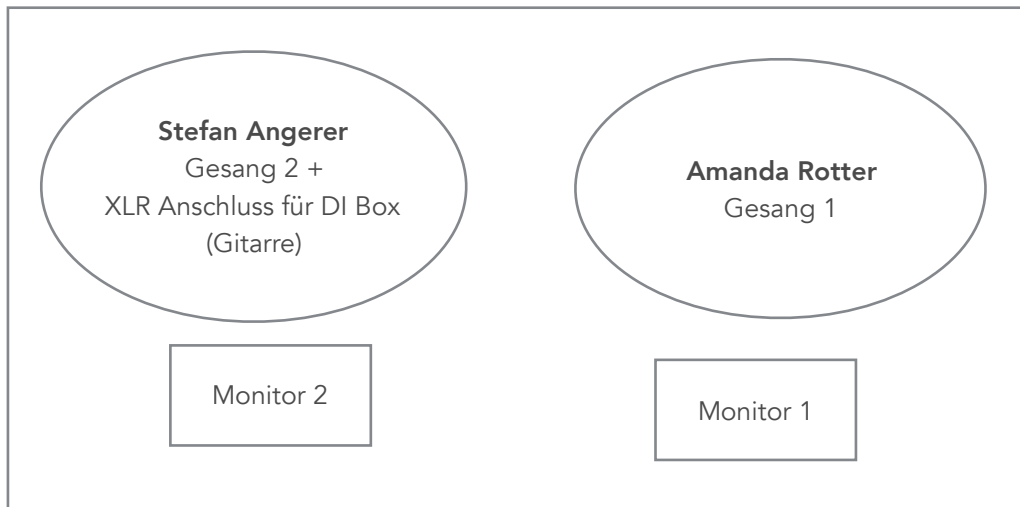 Stefan Angerer
Gesang 2 +
XLR Anschluss für DI Box
(Gitarre)
Amanda Rotter
Gesang 1
Monitor 2
Monitor 1